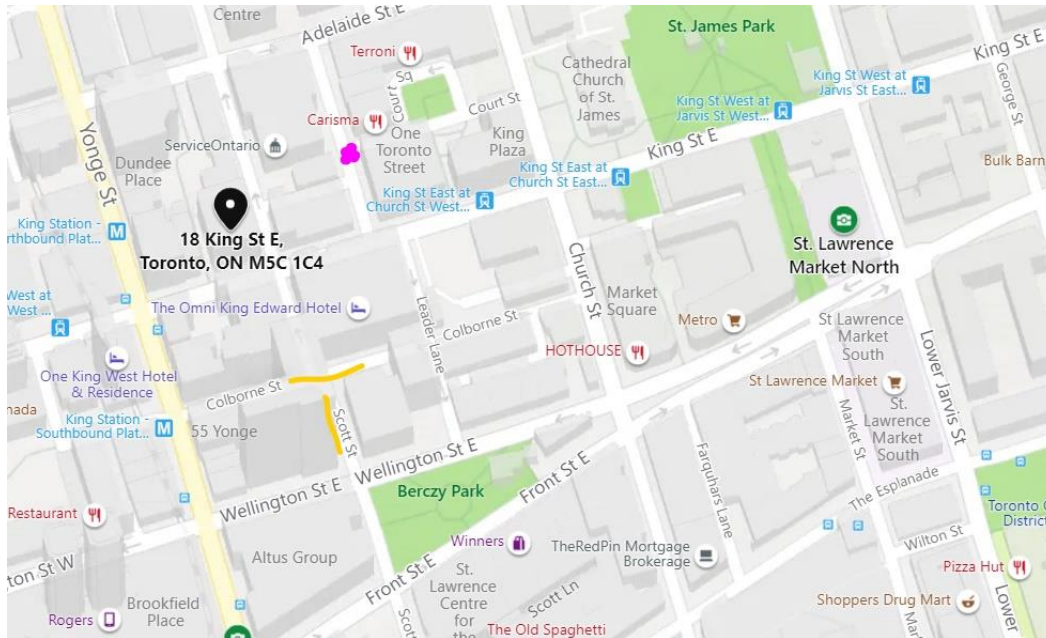 Centre
Adelaide St E
St. James Park
King St E
Terroni
Court Sq
Cathedral
Church
of St.
James
King St West at
Jarvis St East...
George St
Court St
King St West at
Jarvis St West...
Carisma
One
Toronto
Street
King
Plaza
Yonge St
ServiceOntario
Dundee
Place
King St E
Bulk Barn
King St East at
Church St East...
King St East at
Church St West...
King Station -
rthbound Plat...
M
18 King St E,
Toronto, ON M5C 1C4
St. Lawrence
Market North
Church St
West at
West ...
The Omni King Edward Hotel
Leader Lane
Colborne St
Market
Square
Metro
St Lawrence
Market
South
HOTHOUSE
Lower Jarvis St
One King West Hotel
& Residence
Colborne St
St Lawrence Market
nada
King Station -
Southbound Plat...
M
55 Yonge
Scott St
Market St
St.
Lawrence
Market
South
Wellington St E
Wellington St E
Berczy Park
Front St E
Farquhars Lane
The Esplanade
Restaurant
Toronto C
District
Winners
TheRedPin Mortgage
Brokerage
Wilton St
Altus Group
ton St W
Front St E
St.
Lawrence
Centre
for
the
Scott Ln
Pizza Hut
Brookfield
Place
Rogers
Shoppers Drug Mart
Lower
The Old Spaghetti